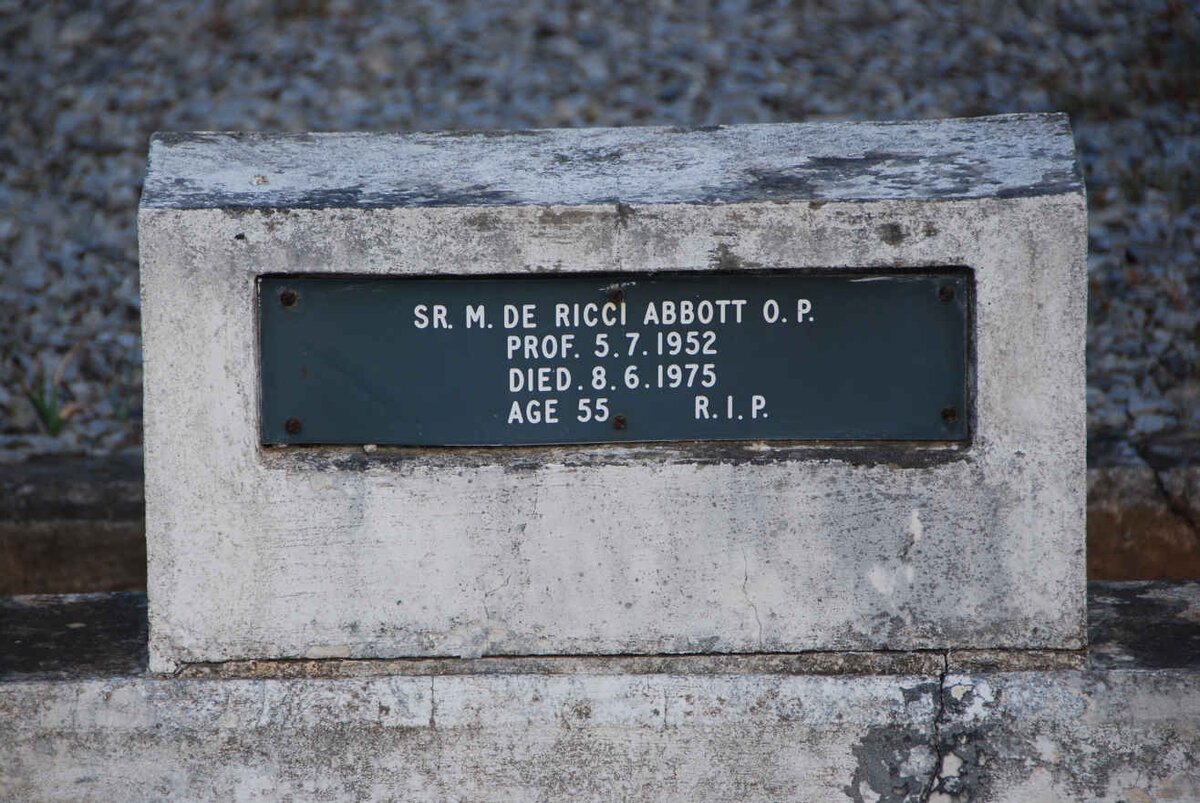 SR. M. DE RICCI ABBOTT O. P.
PROF. 5. 7. 1952
DIED. 8. 6. 1975
AGE 55 R. I. P.